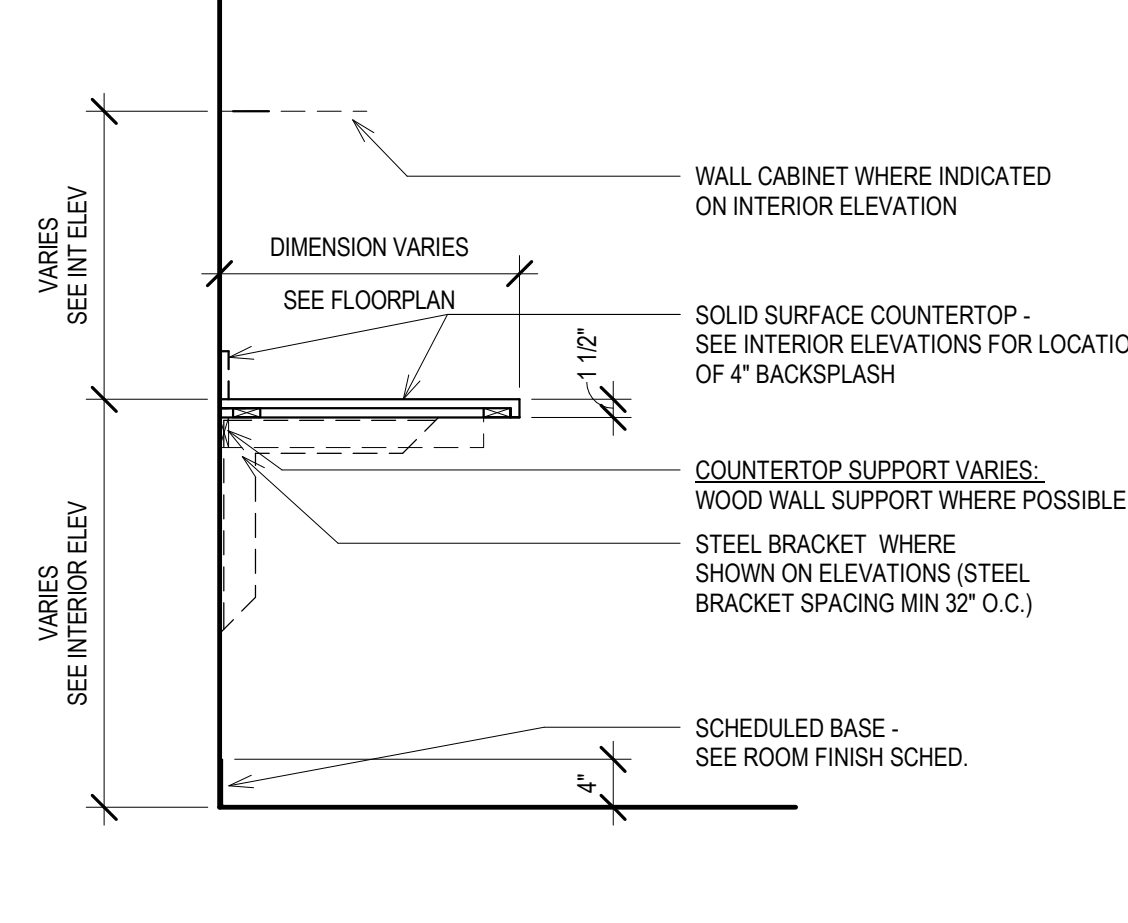 WALL CABINET WHERE INDICATED
ON INTERIOR ELEVATION
VARIES
SEE INT ELEV
DIMENSION VARIES
SEE FLOORPLAN
SOLID SURFACE COUNTERTOP -
SEE INTERIOR ELEVATIONS FOR LOCATIO
OF 4" BACKSPLASH
1 1/2"
COUNTERTOP SUPPORT VARIES:
WOOD WALL SUPPORT WHERE POSSIBLE
STEEL BRACKET WHERE
SHOWN ON ELEVATIONS (STEEL
BRACKET SPACING MIN 32" O.C.)
VARIES
SEE INTERIOR ELEV
SCHEDULED BASE -
SEE ROOM FINISH SCHED.
4"